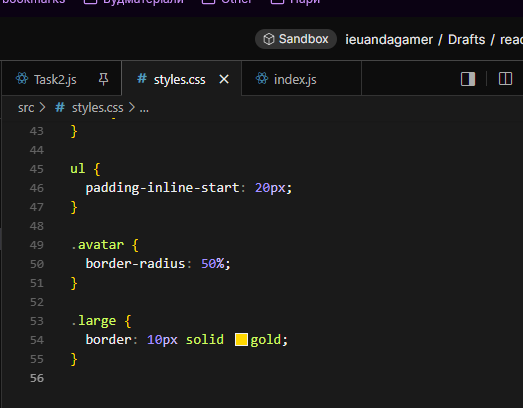 bookmarks Будматеріали Other Нари
Sandbox ieuandagamer / Drafts / reac
Task2.js styles.css index.js
src > # styles.css > ...
43 }
44
45 ul {
46 padding-inline-start: 20px;
47 }
48
49 .avatar {
50 border-radius: 50%;
51 }
52
53 .large {
54 border: 10px solid gold;
55 }
56